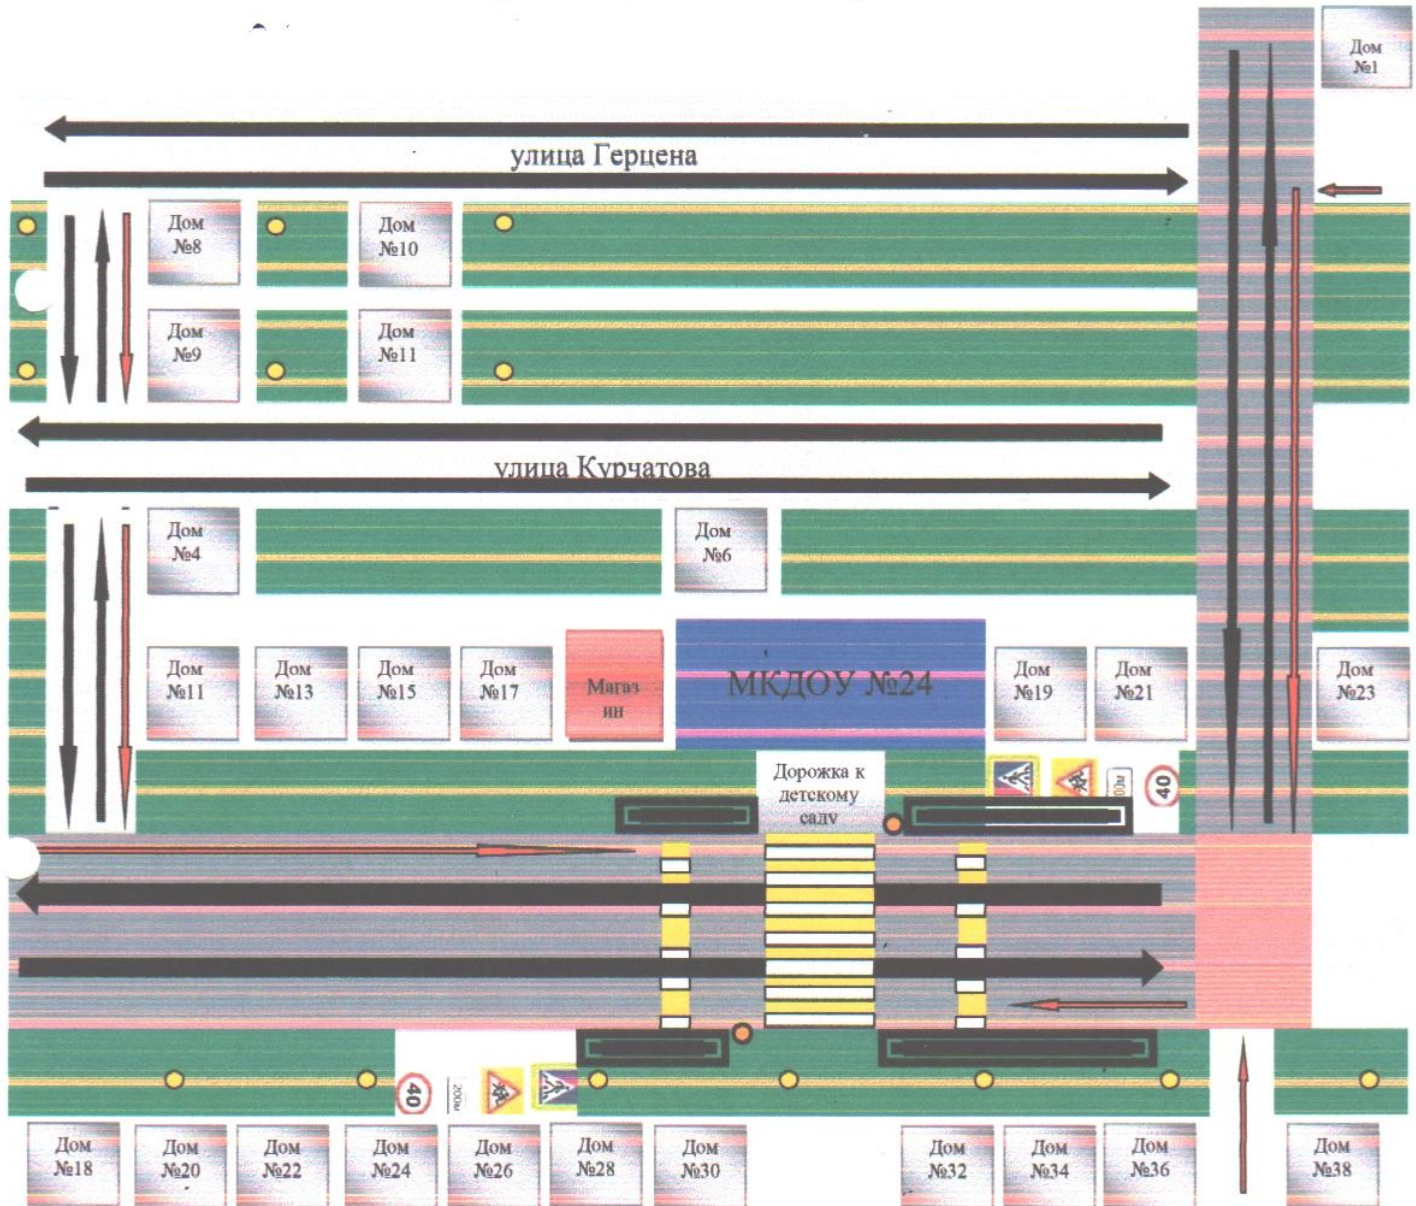 Дом
№1
улица Герцена
Дом
№8
Дом
№10
Дом
№9
Дом
№11
улица Курчатова
Дом
№4
Дом
№6
Дом
№11
Дом
№13
Дом
№15
Дом
№17
Магаз
ин
МКДОУ №24
Дом
№19
Дом
№21
Дом
№23
Дорожка к
детскому
саду
00м
40
40
200м
Дом
№18
Дом
№20
Дом
№22
Дом
№24
Дом
№26
Дом
№28
Дом
№30
Дом
№32
Дом
№34
Дом
№36
Дом
№38